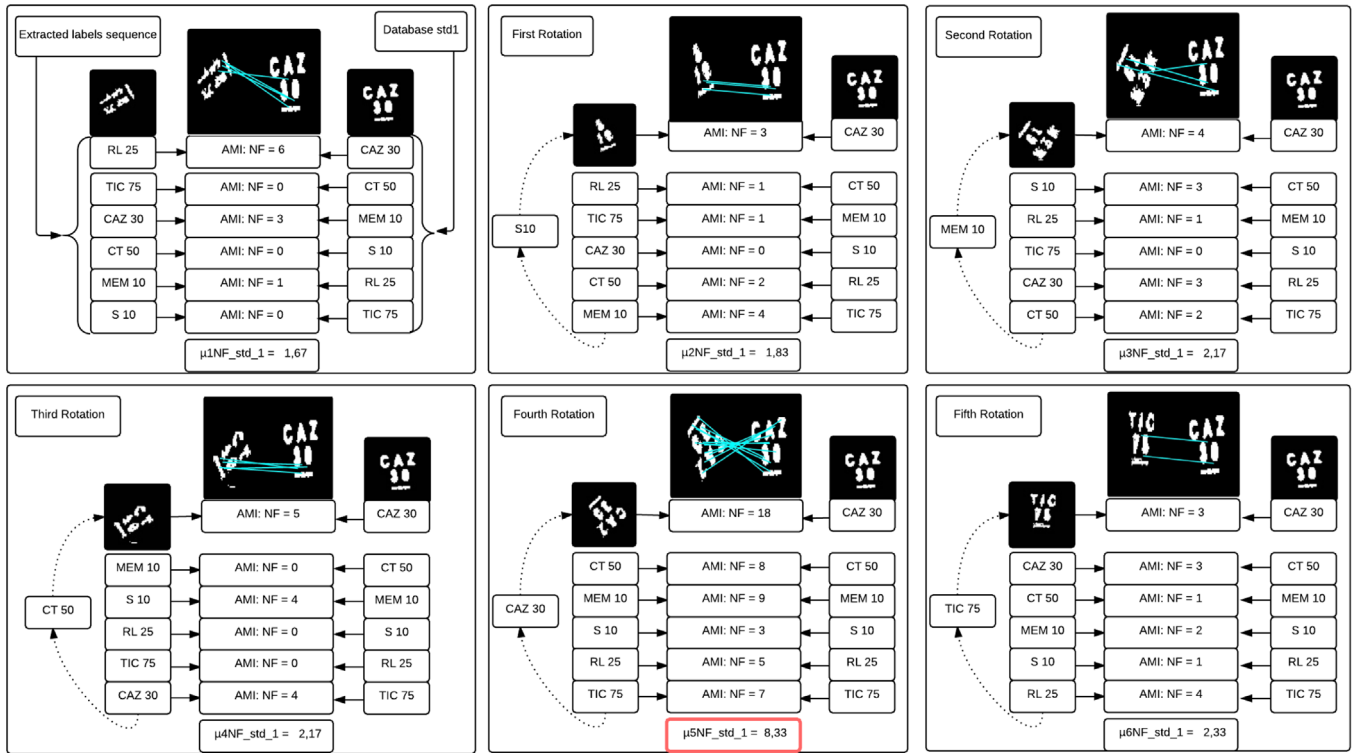 Extracted labels sequence
Database std1
CAZ
30
CAZ
30
RL 25
AMI: NF = 6
CAZ 30
TIC 75
AMI: NF = 0
CT 50
CAZ 30
AMI: NF = 3
MEM 10
CT 50
AMI: NF = 0
S 10
MEM 10
AMI: NF = 1
RL 25
S 10
AMI: NF = 0
TIC 75
µ1NF_std_1 = 1,67
First Rotation
CAZ
30
CAZ
30
AMI: NF = 3
CAZ 30
RL 25
AMI: NF = 1
CT 50
TIC 75
AMI: NF = 1
MEM 10
S10
CAZ 30
AMI: NF = 0
S 10
CT 50
AMI: NF = 2
RL 25
MEM 10
AMI: NF = 4
TIC 75
µ2NF_std_1 = 1,83
Second Rotation
CAZ
30
CAZ
30
AMI: NF = 4
CAZ 30
S 10
AMI: NF = 3
CT 50
RL 25
AMI: NF = 1
MEM 10
MEM 10
TIC 75
AMI: NF = 0
S 10
CAZ 30
AMI: NF = 3
RL 25
CT 50
AMI: NF = 2
TIC 75
µ3NF_std_1 = 2,17
Third Rotation
CAZ
30
CAZ
30
AMI: NF = 5
CAZ 30
MEM 10
AMI: NF = 0
CT 50
S 10
AMI: NF = 4
MEM 10
CT 50
RL 25
AMI: NF = 0
S 10
TIC 75
AMI: NF = 0
RL 25
CAZ 30
AMI: NF = 4
TIC 75
µ4NF_std_1 = 2,17
Fourth Rotation
CAZ
30
CAZ
30
AMI: NF = 18
CAZ 30
CT 50
AMI: NF = 8
CT 50
MEM 10
AMI: NF = 9
MEM 10
CAZ 30
S 10
AMI: NF = 3
S 10
RL 25
AMI: NF = 5
RL 25
TIC 75
AMI: NF = 7
TIC 75
µ5NF_std_1 = 8,33
Fifth Rotation
TIC
75
CAZ
30
CAZ
30
TIC
75
AMI: NF = 3
CAZ 30
CAZ 30
AMI: NF = 3
CT 50
CT 50
AMI: NF = 1
MEM 10
TIC 75
MEM 10
AMI: NF = 2
S 10
S 10
AMI: NF = 1
RL 25
RL 25
AMI: NF = 4
TIC 75
µ6NF_std_1 = 2,33